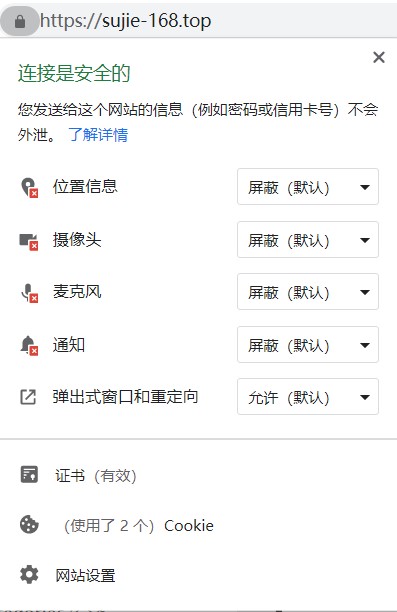 https://sujie-168.top
连接是安全的
您发送给这个网站的信息（例如密码或信用卡号）不会
外泄。 了解详情
位置信息 屏蔽（默认）
摄像头 屏蔽（默认）
麦克风 屏蔽（默认）
通知 屏蔽（默认）
弹出式窗口和重定向 允许（默认）
证书（有效）
（使用了 2 个）Cookie
网站设置